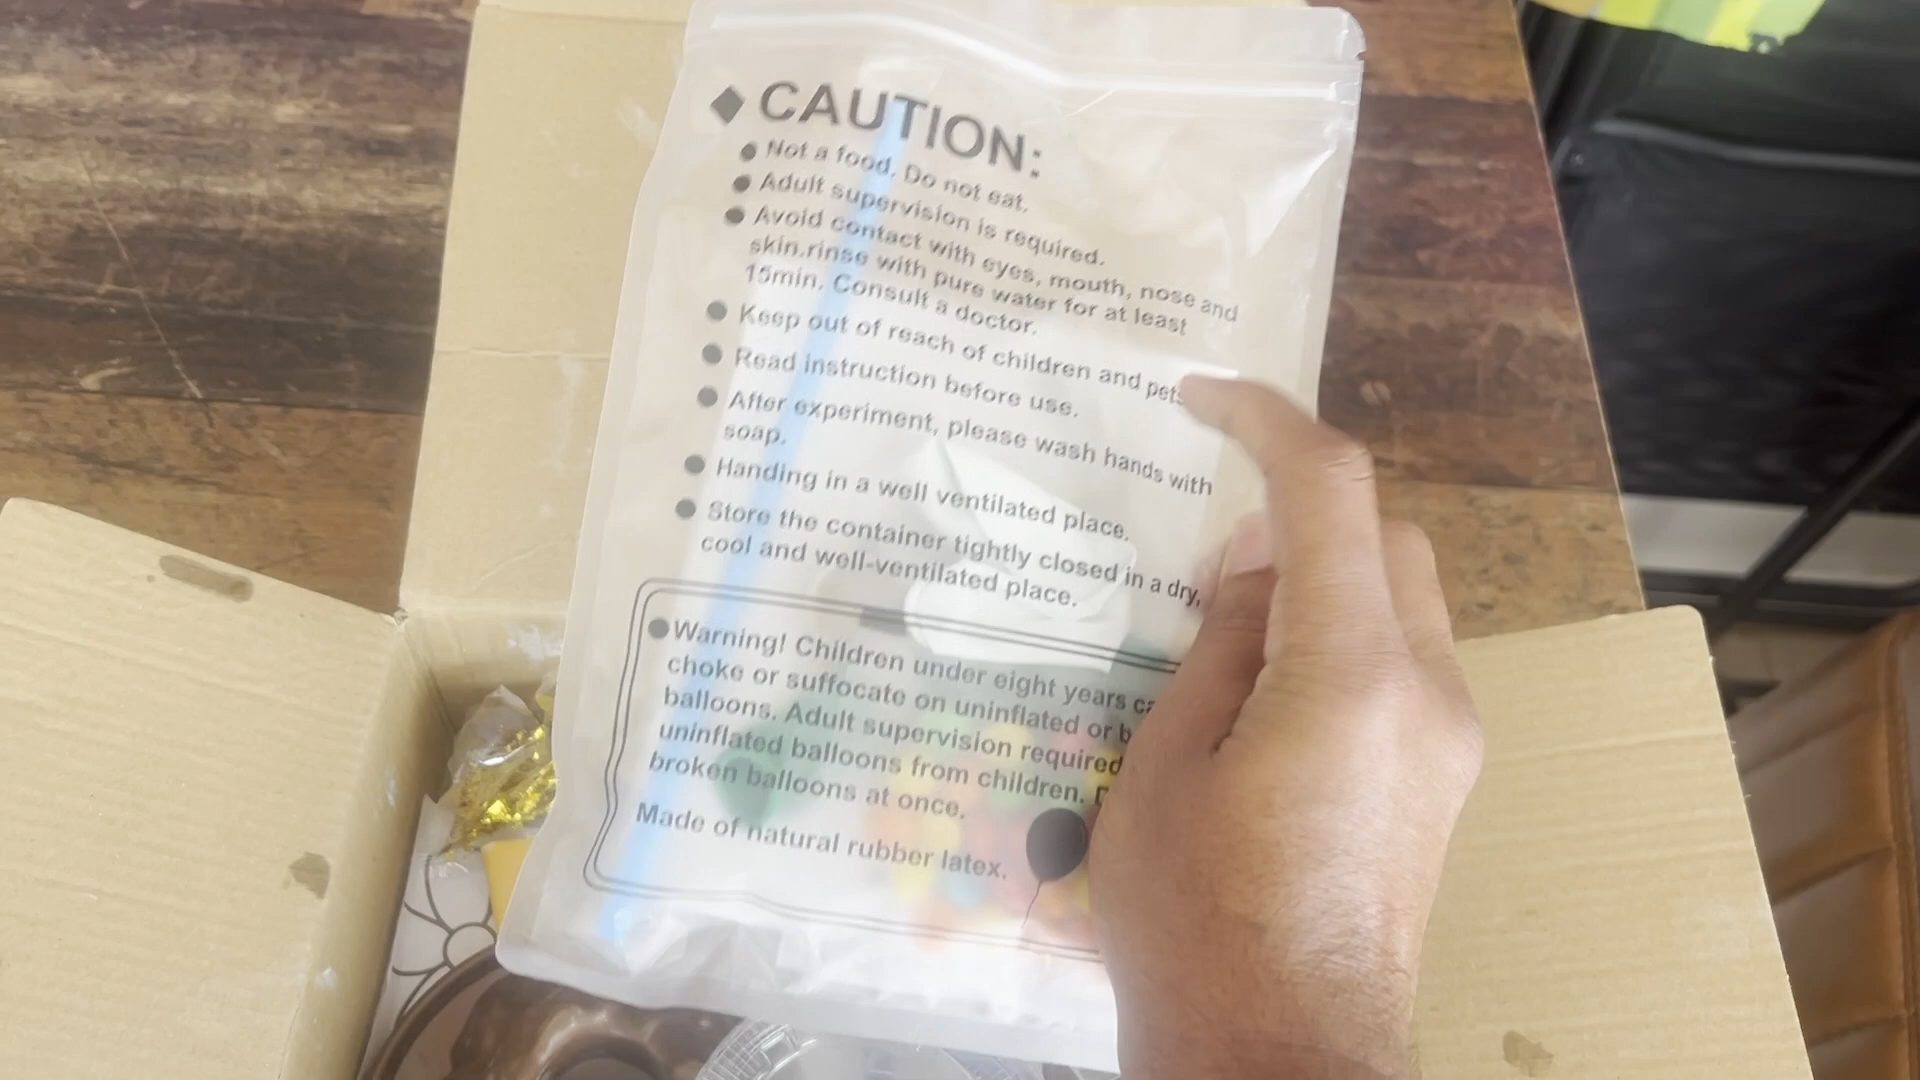 CAUTION:
Not a food. Do not eat.
Adult supervision is required.
Avoid contact with eyes, mouth, nose and
skin.rinse with pure water for at least
15min. Consult a doctor.
Keep out of reach of children and pets
Read instruction before use.
After experiment, please wash hands with
soap.
Handing in a well ventilated place.
Store the container tightly closed in a dry,
cool and well-ventilated place.
Warning! Children under eight years
choke or suffocate on uninflated or
balloons. Adult supervision required
uninflated balloons from children.
broken balloons at once.
Made of natural rubber latex.